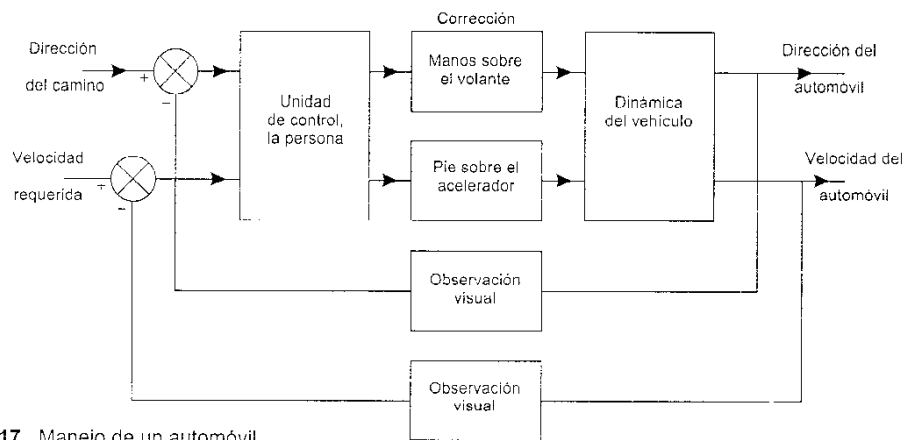 Corrección
Dirección
del camino
+
−
Unidad
de control,
la persona
Manos sobre
el volante
Dinámica
del vehículo
Dirección del
automóvil
Velocidad
requerida
+
−
Pie sobre el
acelerador
Velocidad del
automóvil
Observación
visual
Observación
visual
17 Manejo de un automóvil